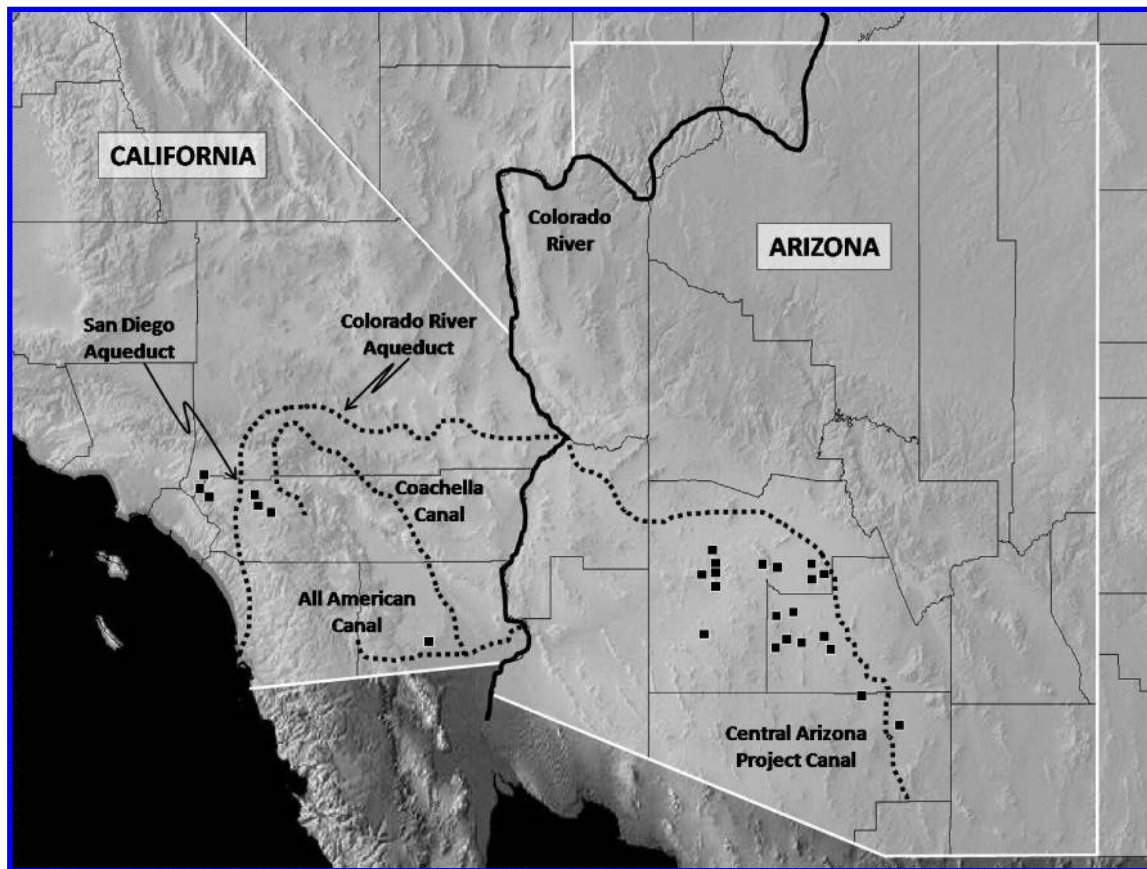 CALIFORNIA
Colorado
River
ARIZONA
San Diego
Aqueduct
Colorado River
Aqueduct
Coachella
Canal
All American
Canal
Central Arizona
Project Canal